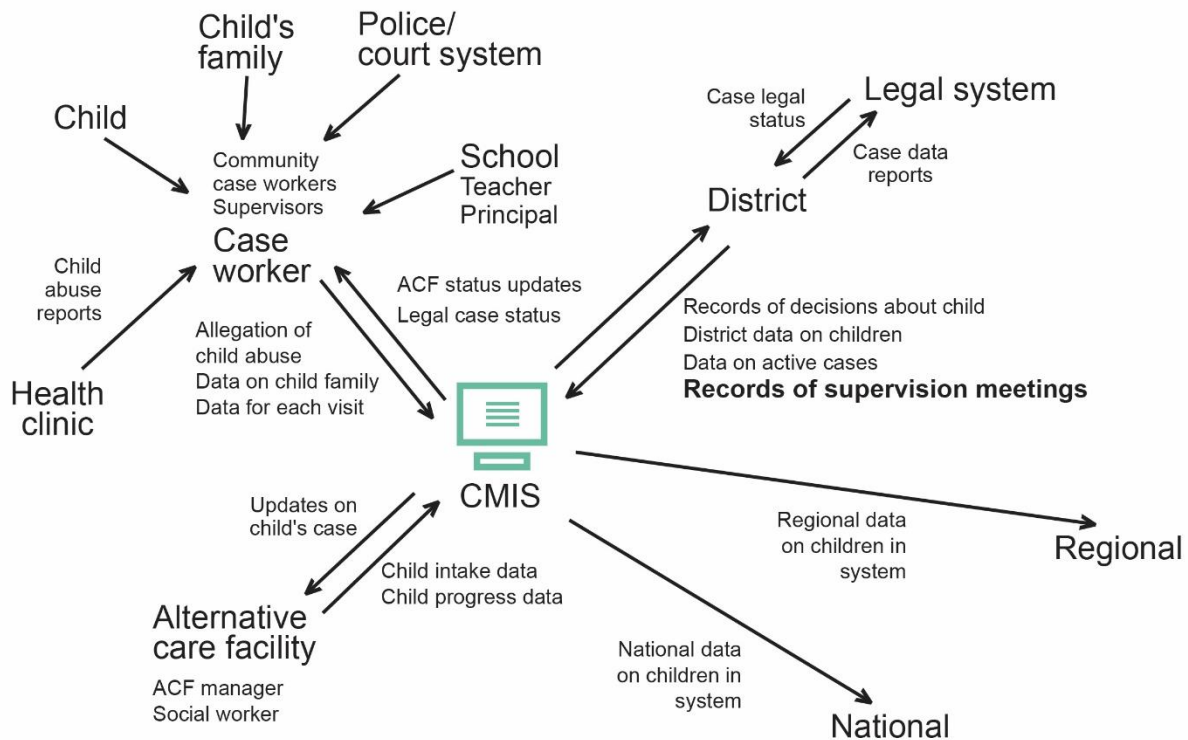 Child's
family
Police/
court system
Child
Community
case workers
Supervisors
Case
worker
School
Teacher
Principal
Child
abuse
reports
Health
clinic
Allegation of
child abuse
Data on child family
Data for each visit
ACF status updates
Legal case status
Case legal
status
Legal system
Case data
reports
District
Records of decisions about child
District data on children
Data on active cases
Records of supervision meetings
CMIS
Updates on
child's case
Child intake data
Child progress data
Alternative
care facility
ACF manager
Social worker
Regional data
on children in
system
Regional
National data
on children in
system
National